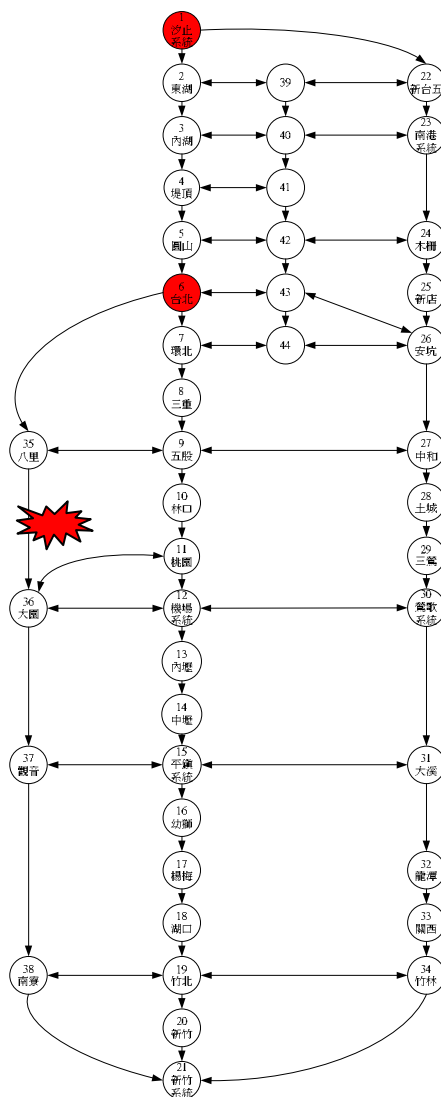 1
汐止
系統
2
東湖
39
22
新台五
3
內湖
40
23
南港
系統
4
堤頂
41
5
圓山
42
24
木柵
6
台北
43
25
新店
7
環北
44
26
安坑
8
三重
35
八里
9
五股
27
中和
10
林口
28
土城
11
桃園
29
三鶯
36
大園
12
機場
系統
30
鶯歌
系統
13
內壢
14
中壢
37
觀音
15
平鎮
系統
31
大溪
16
幼獅
17
楊梅
32
龍潭
18
湖口
33
關西
38
南寮
19
竹北
34
竹林
20
新竹
21
新竹
系統